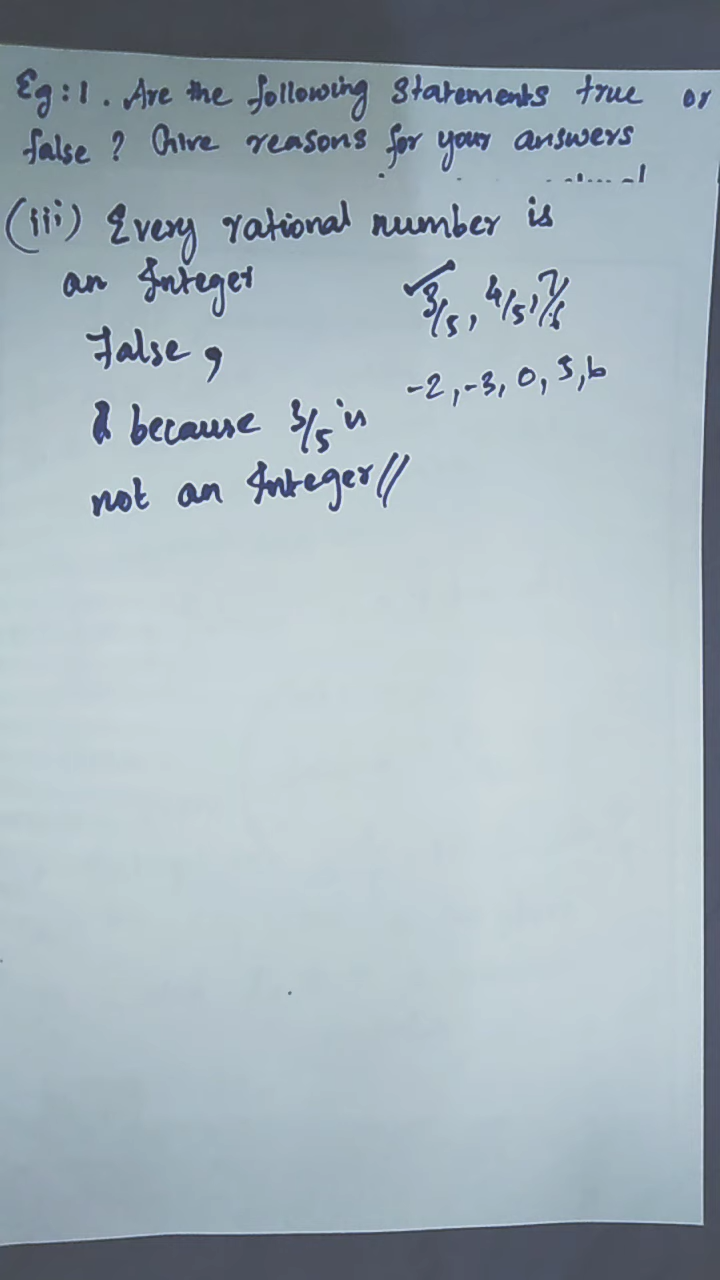 Eg:1. Are the following statements true or
false ? Give reasons for your answers
(iii) Every rational number is
an Integer
3/5, 4/5, 7/6
False,
-2, -3, 0, 5, 6
because 3/5 is
not an Integer//